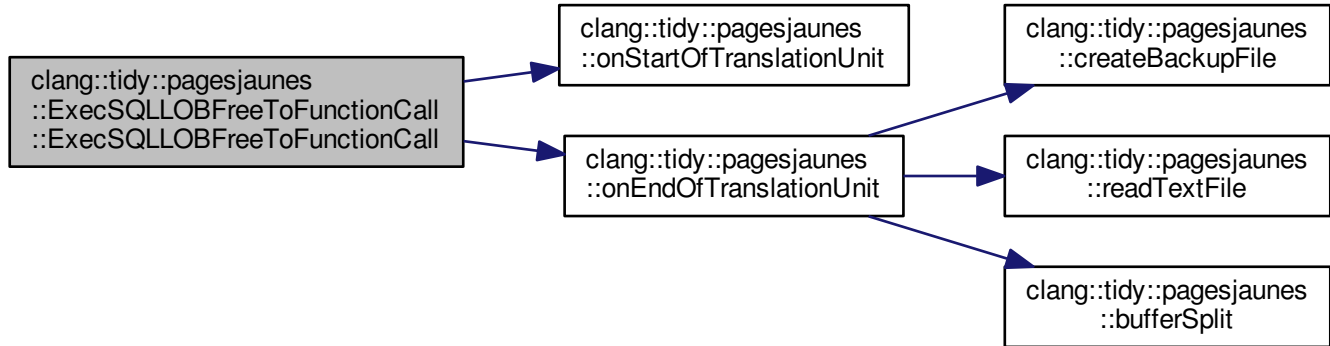 clang::tidy::pagesjaunes
::ExecSQLLOBFreeToFunctionCall
::ExecSQLLOBFreeToFunctionCall
clang::tidy::pagesjaunes
::onStartOfTranslationUnit
clang::tidy::pagesjaunes
::onEndOfTranslationUnit
clang::tidy::pagesjaunes
::createBackupFile
clang::tidy::pagesjaunes
::readTextFile
clang::tidy::pagesjaunes
::bufferSplit